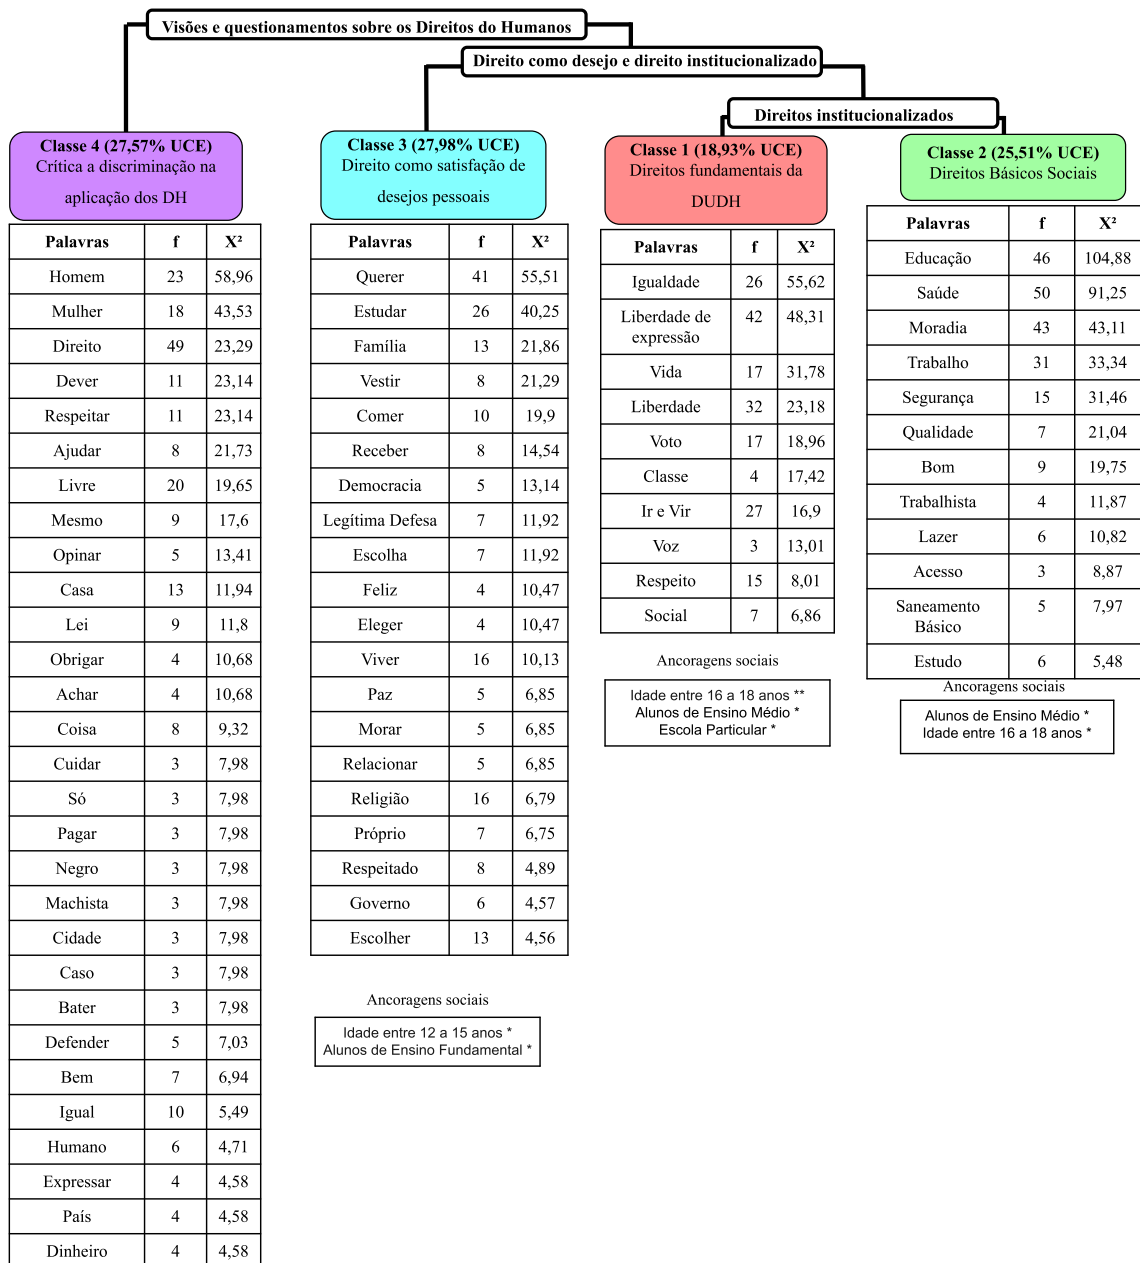 Visões e questionamentos sobre os Direitos do Humanos
Direito como desejo e direito institucionalizado
Direitos institucionalizados
Classe 4 (27,57% UCE)
Crítica a discriminação na
aplicação dos DH
Palavras f X²
Homem 23 58,96
Mulher 18 43,53
Direito 49 23,29
Dever 11 23,14
Respeitar 11 23,14
Ajudar 8 21,73
Livre 20 19,65
Mesmo 9 17,6
Opinar 5 13,41
Casa 13 11,94
Lei 9 11,8
Obrigar 4 10,68
Achar 4 10,68
Coisa 8 9,32
Cuidar 3 7,98
Só 3 7,98
Pagar 3 7,98
Negro 3 7,98
Machista 3 7,98
Cidade 3 7,98
Caso 3 7,98
Bater 3 7,98
Defender 5 7,03
Bem 7 6,94
Igual 10 5,49
Humano 6 4,71
Expressar 4 4,58
País 4 4,58
Dinheiro 4 4,58
Classe 3 (27,98% UCE)
Direito como satisfação de
desejos pessoais
Palavras f X²
Querer 41 55,51
Estudar 26 40,25
Família 13 21,86
Vestir 8 21,29
Comer 10 19,9
Receber 8 14,54
Democracia 5 13,14
Legítima Defesa 7 11,92
Escolha 7 11,92
Feliz 4 10,47
Eleger 4 10,47
Viver 16 10,13
Paz 5 6,85
Morar 5 6,85
Relacionar 5 6,85
Religião 16 6,79
Próprio 7 6,75
Respeitado 8 4,89
Governo 6 4,57
Escolher 13 4,56
Ancoragens sociais
Idade entre 12 a 15 anos *
Alunos de Ensino Fundamental *
Classe 1 (18,93% UCE)
Direitos fundamentais da
DUDH
Palavras f X²
Igualdade 26 55,62
Liberdade de
expressão 42 48,31
Vida 17 31,78
Liberdade 32 23,18
Voto 17 18,96
Classe 4 17,42
Ir e Vir 27 16,9
Voz 3 13,01
Respeito 15 8,01
Social 7 6,86
Ancoragens sociais
Idade entre 16 a 18 anos **
Alunos de Ensino Médio *
Escola Particular *
Classe 2 (25,51% UCE)
Direitos Básicos Sociais
Palavras f X²
Educação 46 104,88
Saúde 50 91,25
Moradia 43 43,11
Trabalho 31 33,34
Segurança 15 31,46
Qualidade 7 21,04
Bom 9 19,75
Trabalhista 4 11,87
Lazer 6 10,82
Acesso 3 8,87
Saneamento
Básico 5 7,97
Estudo 6 5,48
Ancoragens sociais
Alunos de Ensino Médio *
Idade entre 16 a 18 anos *